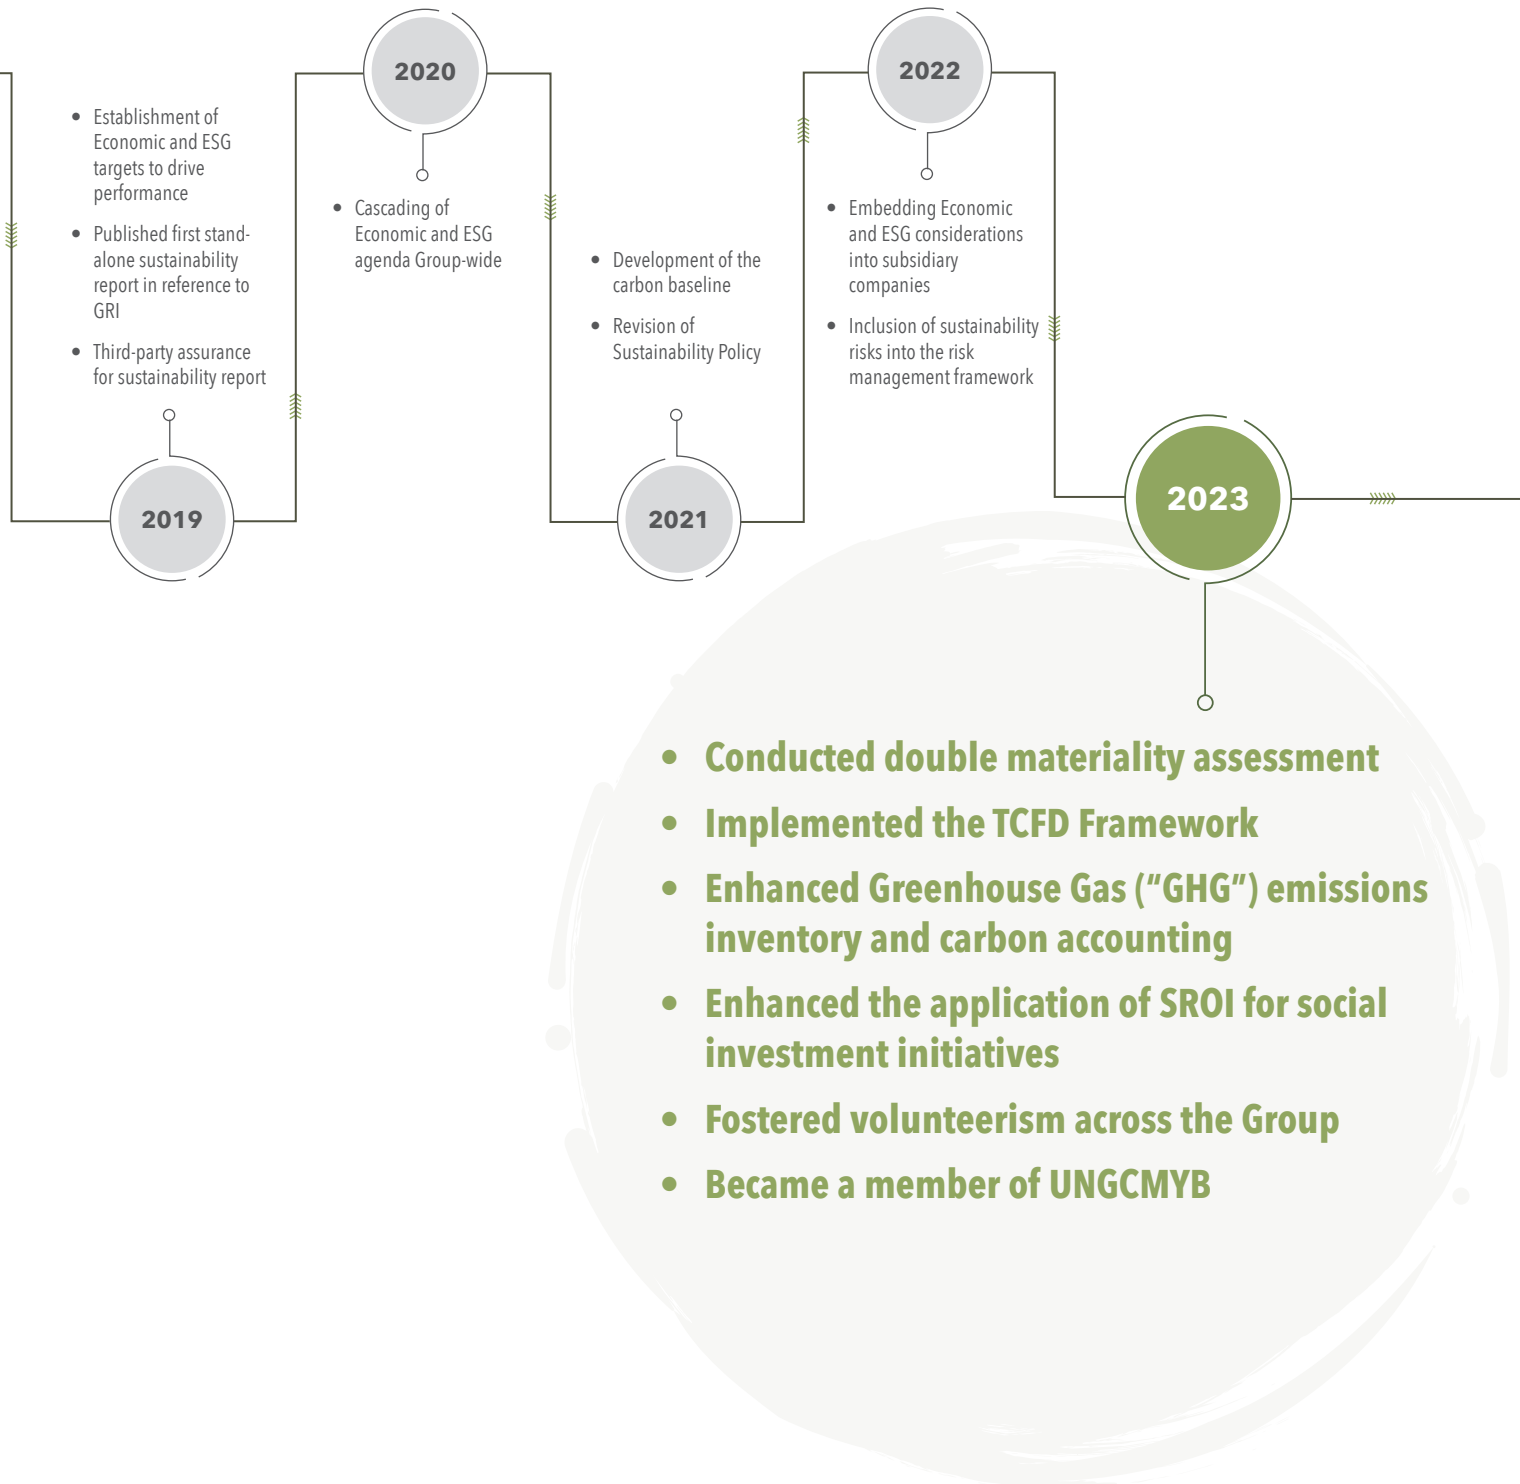 2019
• Establishment of
Economic and ESG
targets to drive
performance
• Published first stand-
alone sustainability
report in reference to
GRI
• Third-party assurance
for sustainability report
2020
• Cascading of
Economic and ESG
agenda Group-wide
2021
• Development of the
carbon baseline
• Revision of
Sustainability Policy
2022
• Embedding Economic
and ESG considerations
into subsidiary
companies
• Inclusion of sustainability
risks into the risk
management framework
2023
• Conducted double materiality assessment
• Implemented the TCFD Framework
• Enhanced Greenhouse Gas (“GHG”) emissions
inventory and carbon accounting
• Enhanced the application of SROI for social
investment initiatives
• Fostered volunteerism across the Group
• Became a member of UNGCMYB